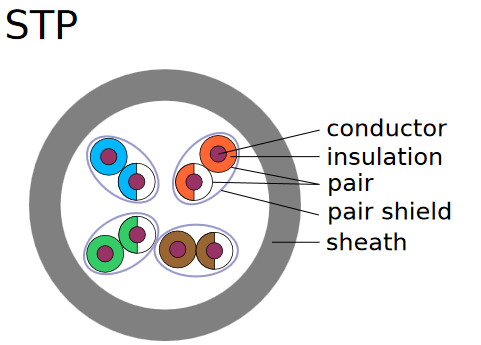 STP
conductor
insulation
pair
pair shield
sheath